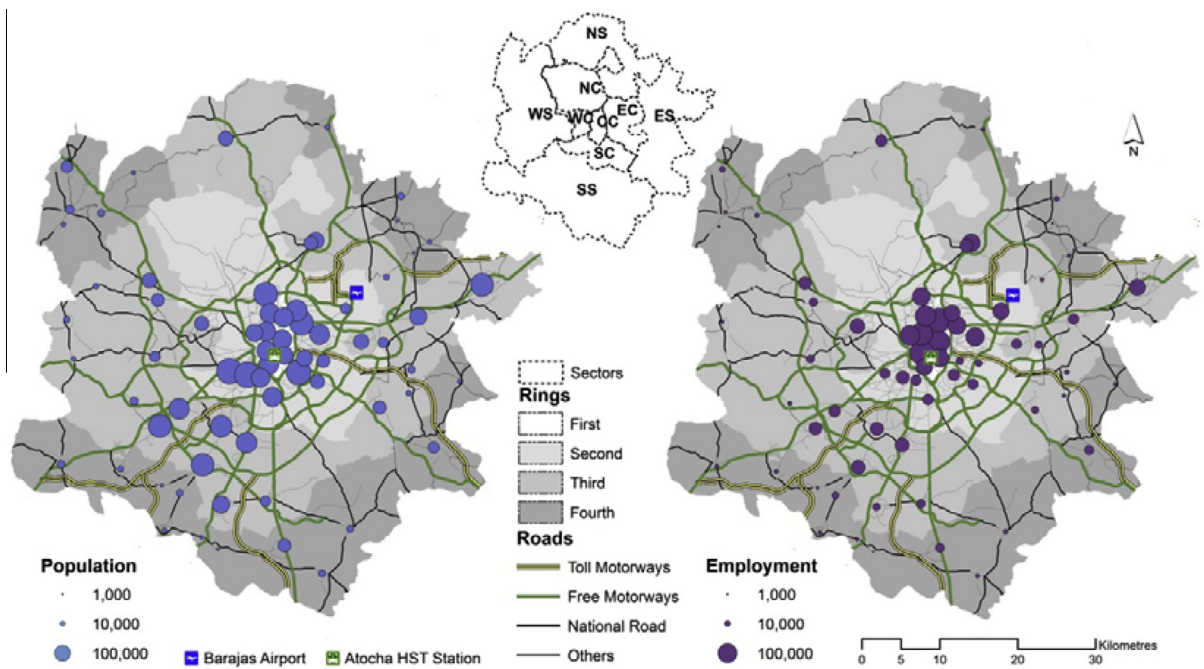 NS
NC
WS
WC
CC
EC
ES
SC
SS
N
Sectors
Rings
First
Second
Third
Fourth
Roads
Toll Motorways
Free Motorways
National Road
Others
Population
1,000
10,000
100,000
Barajas Airport
Atocha HST Station
Employment
1,000
10,000
100,000
Kilometres
0 5 10 20 30